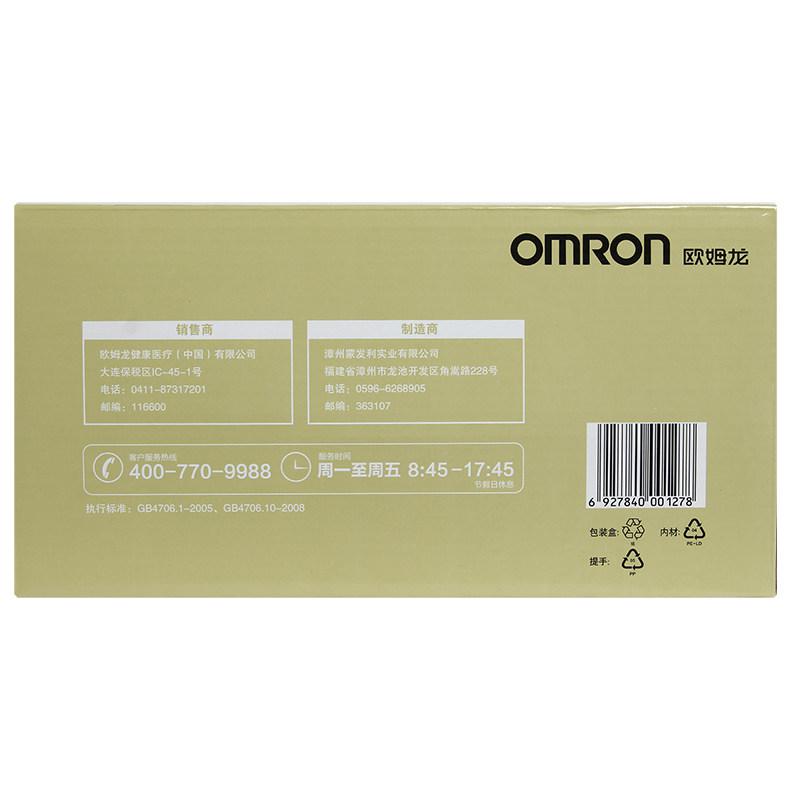 OMRON 欧姆龙
销售商
欧姆龙健康医疗（中国）有限公司
大连保税区IC-45-1号
电话：0411-87317201
邮编：116600
制造商
漳州蒙发利实业有限公司
福建省漳州市龙池开发区角嵩路228号
电话：0596-6268905
邮编：363107
客户服务热线
400-770-9988
服务时间
周一至周五 8:45-17:45
节假日休息
执行标准：GB4706.1-2005、GB4706.10-2008
6 927840 001278
包装盒：
纸
内材：
04
PE-LD
提手：
05
PP